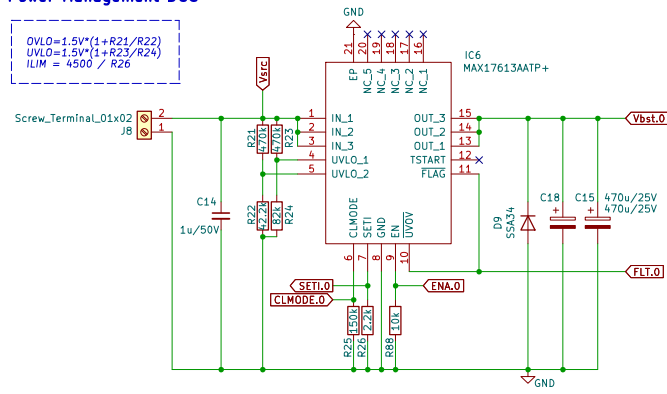 Power Management DUC
OVLO=1.5V*(1+R21/R22)
UVLO=1.5V*(1+R23/R24)
ILIM = 4500 / R26
GND
21
20
19
18
17
16
EP
NC_5
NC_4
NC_3
NC_2
NC_1
IC6
MAX17613AATP+
Vsrc
Screw_Terminal_01x02
J8
2
1
R21
470k
470k
R23
1
2
3
4
5
IN_1
IN_2
IN_3
UVLO_1
UVLO_2
OUT_3
OUT_2
OUT_1
TSTART
FLAG
15
14
13
12
11
Vbst.0
C14
1u/50V
R22
42.2k
82k
R24
CLMODE
SETI
GND
EN
UVOV
6
7
8
9
10
D9
SSA34
C18
C15
470u/25V
470u/25V
+
+
SETI.0
CLMODE.0
ENA.0
FLT.0
R25
150k
R26
2.2k
R88
10k
GND